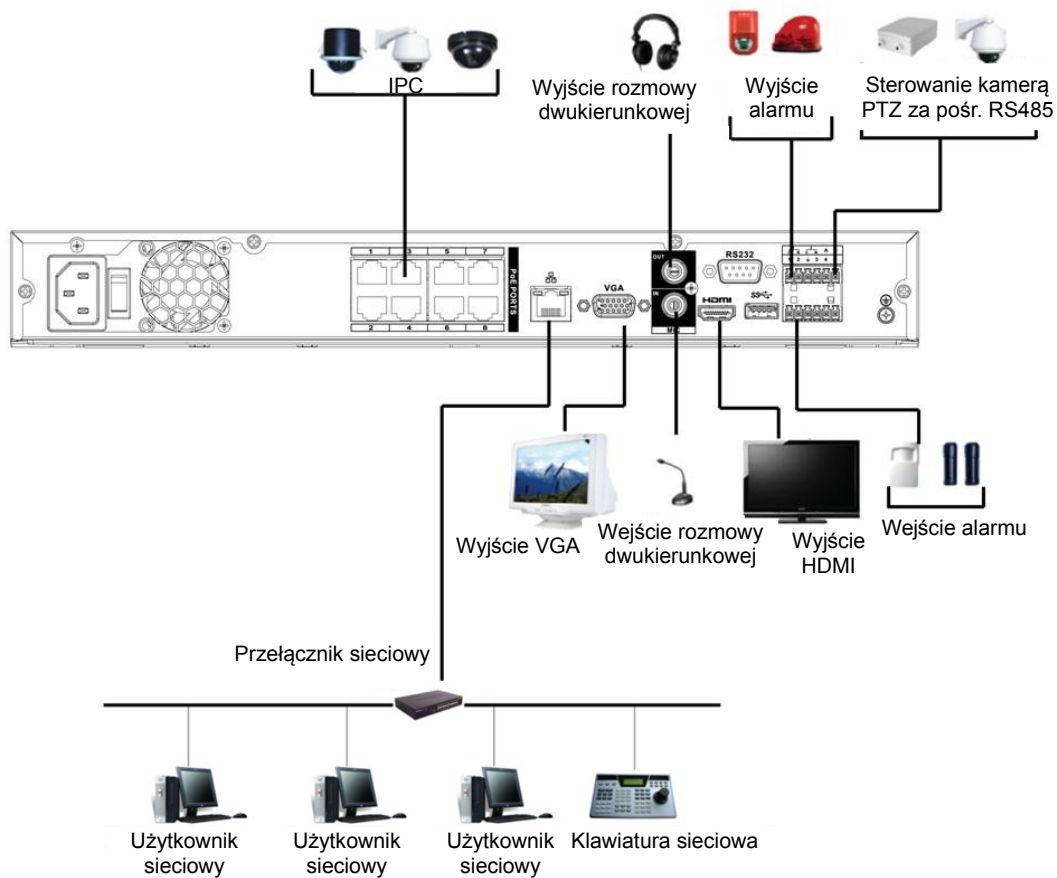 IPC
Wyjście rozmowy
dwukierunkowej
Wyjście
alarmu
Sterowanie kamerą
PTZ za pośr. RS485
1 3 5 7
2 4 6 8
PoE PORTS
VGA
OUT
IN
MIC
RS232
HDMI
SS
A
Wyjście VGA
Wejście rozmowy
dwukierunkowej
Wyjście
HDMI
Wejście alarmu
Przełącznik sieciowy
Użytkownik
sieciowy
Użytkownik
sieciowy
Użytkownik
sieciowy
Klawiatura sieciowa